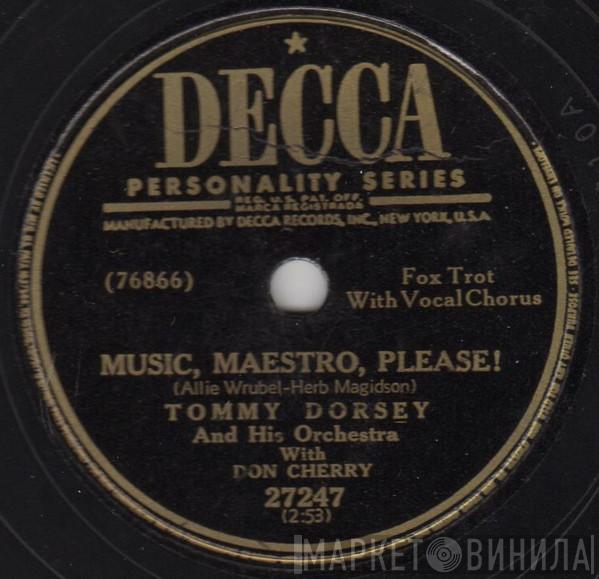 DECCA
PERSONALITY SERIES
REG. U.S. PAT. OFF.
MARCA REGISTRADA
MANUFACTURED BY DECCA RECORDS, INC., NEW YORK, U.S.A
(76866)
Fox Trot
With Vocal Chorus
MUSIC, MAESTRO, PLEASE!
(Allie Wrubel-Herb Magidson)
TOMMY DORSEY
And His Orchestra
With
DON CHERRY
27247
(2:53)
МАРКЕТ ВИНИЛА